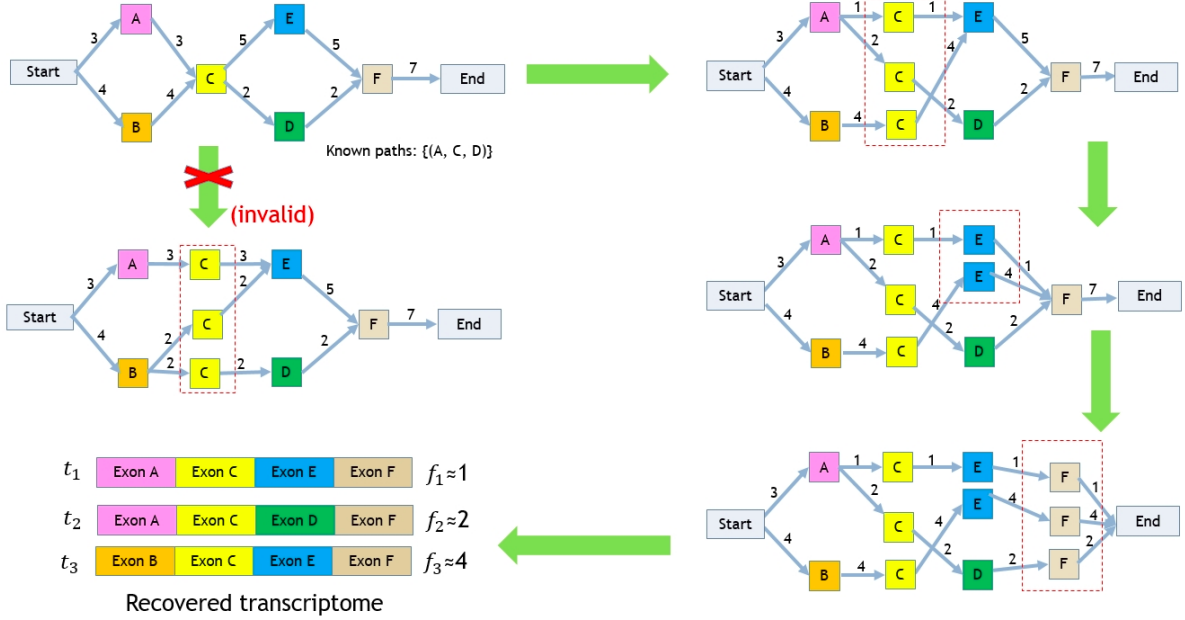 Start
3
4
A
B
3
4
C
5
2
E
D
5
2
F
7
End
Known paths: {(A, C, D)}
Start
3
4
A
B
1
2
4
C
C
C
1
4
2
E
D
5
2
F
7
End
(invalid)
Start
3
4
A
B
3
2
2
C
C
C
3
2
2
E
D
5
2
F
7
End
Start
3
4
A
B
1
2
4
C
C
C
1
4
2
E
E
D
1
4
2
F
7
End
Start
3
4
A
B
1
2
4
C
C
C
1
4
2
E
E
D
1
4
2
F
F
F
1
4
2
End
t₁ Exon A Exon C Exon E Exon F f₁≈1
t₂ Exon A Exon C Exon D Exon F f₂≈2
t₃ Exon B Exon C Exon E Exon F f₃≈4
Recovered transcriptome